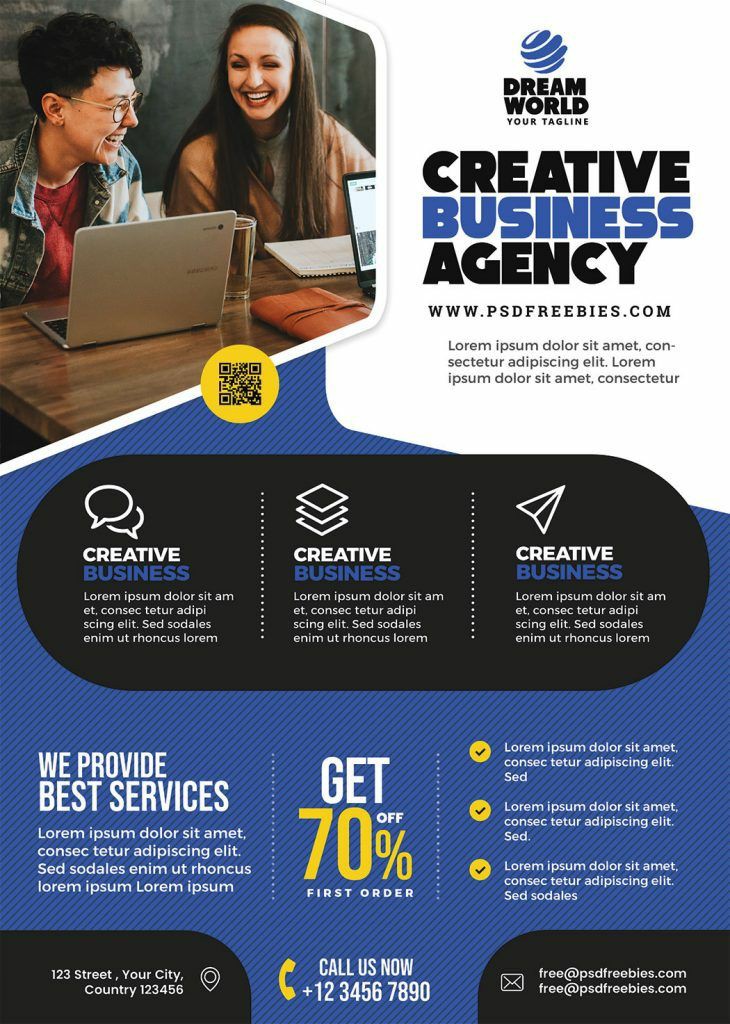 DREAM
WORLD
YOUR TAGLINE
CREATIVE
BUSINESS
AGENCY
WWW.PSDFREEBIES.COM
Lorem ipsum dolor sit amet, con-
sectetur adipiscing elit. Lorem
ipsum dolor sit amet, consectetur
CREATIVE
BUSINESS
Lorem ipsum dolor sit am
et, consec tetur adipi
scing elit. Sed sodales
enim ut rhoncus lorem
CREATIVE
BUSINESS
Lorem ipsum dolor sit am
et, consec tetur adipi
scing elit. Sed sodales
enim ut rhoncus lorem
CREATIVE
BUSINESS
Lorem ipsum dolor sit am
et, consec tetur adipi
scing elit. Sed sodales
enim ut rhoncus lorem
WE PROVIDE
BEST SERVICES
Lorem ipsum dolor sit amet,
consec tetur adipiscing elit.
Sed sodales enim ut rhoncus
lorem ipsum Lorem ipsum
GET
70% OFF
FIRST ORDER
Lorem ipsum dolor sit amet,
consec tetur adipiscing elit.
Sed
Lorem ipsum dolor sit amet,
consec tetur adipiscing elit.
Sed.
Lorem ipsum dolor sit amet,
consec tetur adipiscing elit.
Sed sodales
123 Street , Your City,
Country 123456
CALL US NOW
+12 3456 7890
free@psdfreebies.com
free@psdfreebies.com